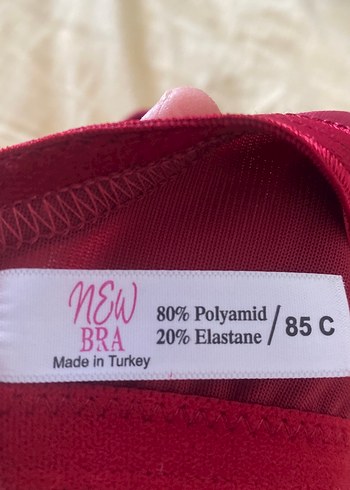 NEW
BRA
Made in Turkey
80% Polyamid
20% Elastane
/ 85 C